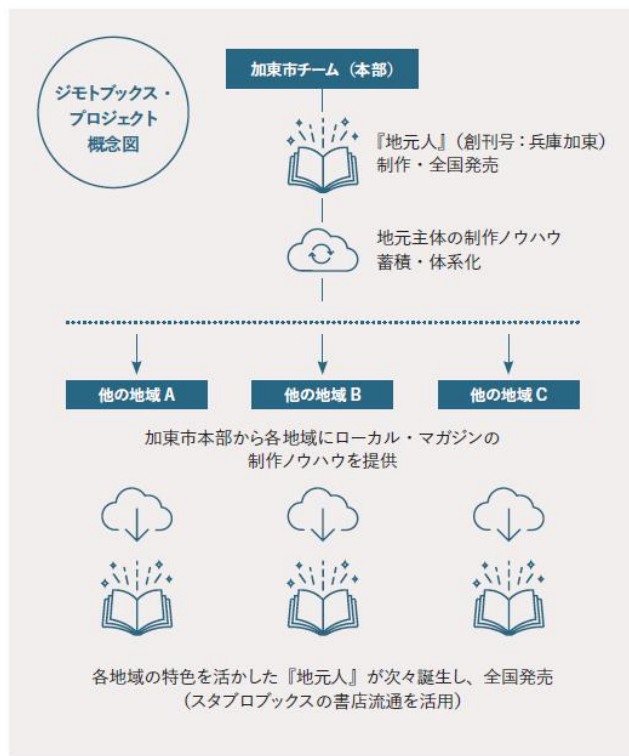 ジモトブックス・
プロジェクト
概念図
加東市チーム（本部）
『地元人』（創刊号：兵庫加東）
制作・全国発売
地元主体の制作ノウハウ
蓄積・体系化
他の地域 A
他の地域 B
他の地域 C
加東市本部から各地域にローカル・マガジンの
制作ノウハウを提供
各地域の特色を活かした『地元人』が次々誕生し、全国発売
（スタブロブックスの書店流通を活用）